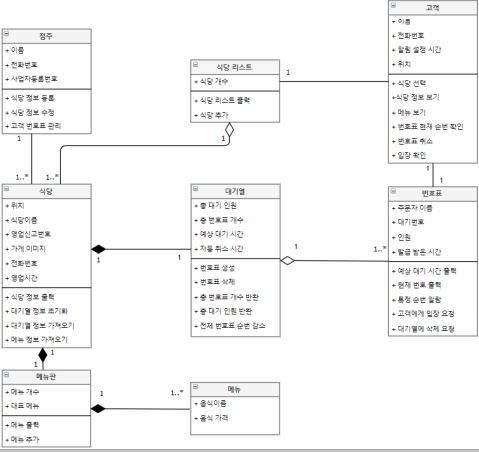 점주
+ 이름
+ 전화번호
+ 사업자등록번호
+ 식당 정보 등록
+ 식당 정보 수정
+ 고객 번호표 관리
1
1..*
식당 리스트
+ 식당 개수
+ 식당 리스트 출력
+ 식당 추가
1
1
1..*
고객
+ 이름
+ 전화번호
+ 알림 설정 시간
+ 위치
+식당 선택
+식당 정보 보기
+ 메뉴 보기
+ 번호표 현재 순번 확인
+ 번호표 취소
+ 입장 확인
1
1
식당
+ 위치
+ 식당이름
+ 영업신고번호
+ 가게 이미지
+ 전화번호
+ 영업시간
+ 식당 정보 출력
+ 대기열 정보 초기화
+ 대기열 정보 가져오기
+ 메뉴 정보 가져오기
1
1
대기열
+ 총 대기 인원
+ 총 번호표 개수
+ 예상 대기 시간
+ 자동 취소 시간
+ 번호표 생성
+ 번호표 삭제
+ 총 번호표 개수 반환
+ 총 대기 인원 반환
+ 전체 번호표 순번 감소
1
1..*
번호표
+ 주문자 이름
+ 대기번호
+ 인원
+ 발급 받은 시간
+ 예상 대기 시간 출력
+ 현재 번호 출력
+ 특정 순번 알람
+ 고객에게 입장 요청
+ 대기열에 삭제 요청
1
1
메뉴판
+ 메뉴 개수
+ 대표 메뉴
+ 메뉴 출력
+ 메뉴 추가
1
1..*
메뉴
+ 음식이름
+ 음식 가격